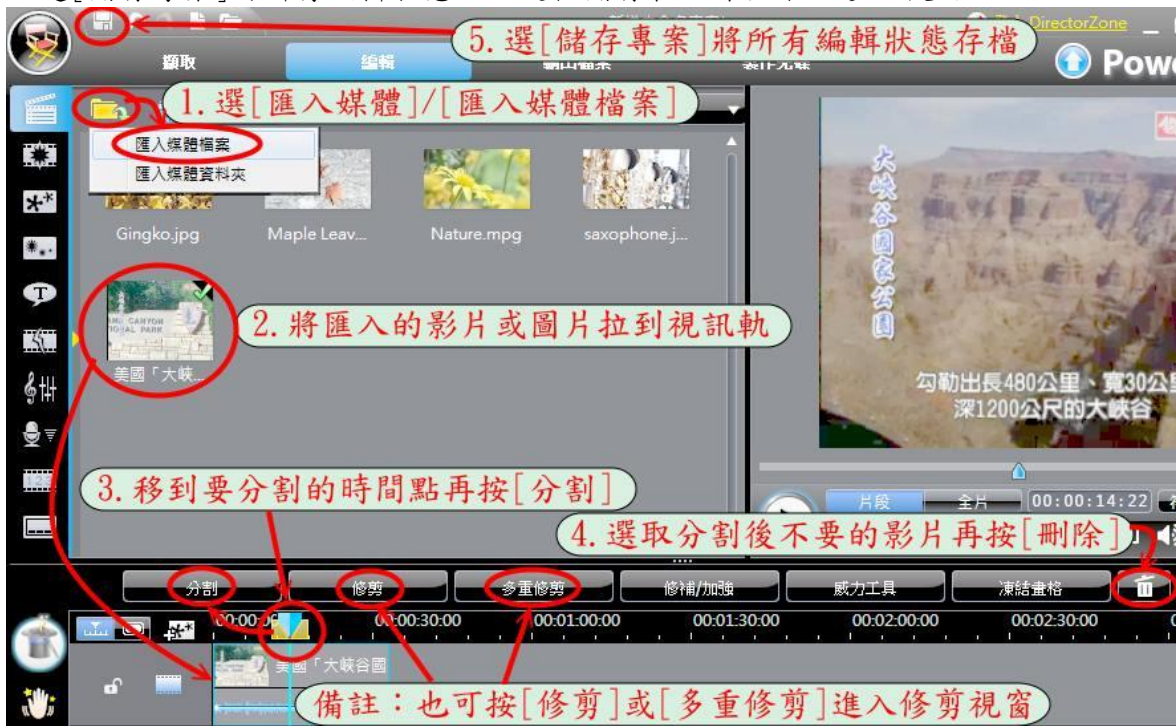 DirectorZone
5. 選[儲存專案]將所有編輯狀態存檔
擷取
編輯
Powe
1. 選[匯入媒體]/[匯入媒體檔案]
匯入媒體檔案
匯入媒體資料夾
Gingko.jpg
Maple Leav...
Nature.mpg
saxophone.j...
大峽谷國家公園
2. 將匯入的影片或圖片拉到視訊軌
美國「大峽...
勾勒出長480公里、寬30公里
深1200公尺的大峽谷
3. 移到要分割的時間點再按[分割]
片段
全片
00:00:14:22
4. 選取分割後不要的影片再按[刪除]
分割
修剪
多重修剪
修補/加強
威力工具
凍結畫格
00:00:30:00
00:01:00:00
00:01:30:00
00:02:00:00
00:02:30:00
美國「大峽谷國
備註：也可按[修剪]或[多重修剪]進入修剪視窗